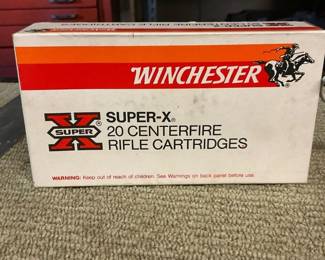 WINCHESTER
SUPER-X®
20 CENTERFIRE
RIFLE CARTRIDGES
X®
SUPER
WARNING: Keep out of reach of children. See Warnings on back panel before use.